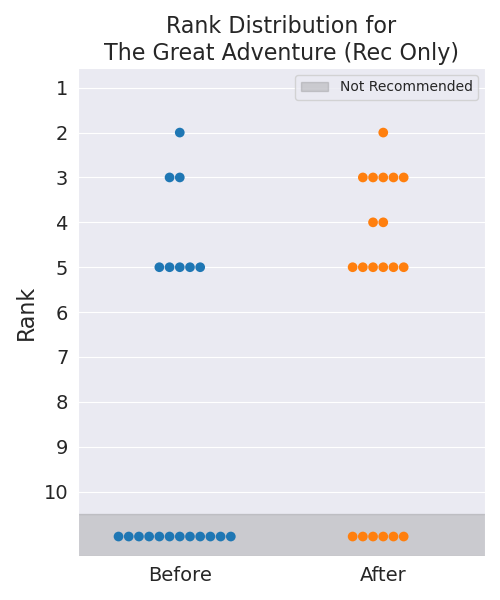 Rank Distribution for
The Great Adventure (Rec Only)
Not Recommended
Rank
1
2
3
4
5
6
7
8
9
10
Before
After